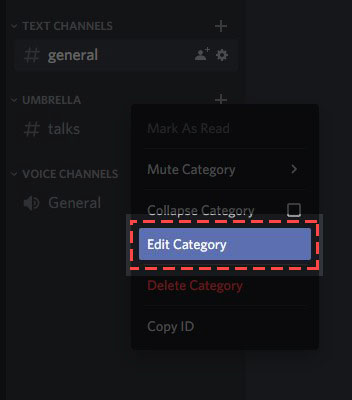 TEXT CHANNELS
general
UMBRELLA
talks
Mark As Read
Mute Category
VOICE CHANNELS
General
Collapse Category
Edit Category
Delete Category
Copy ID